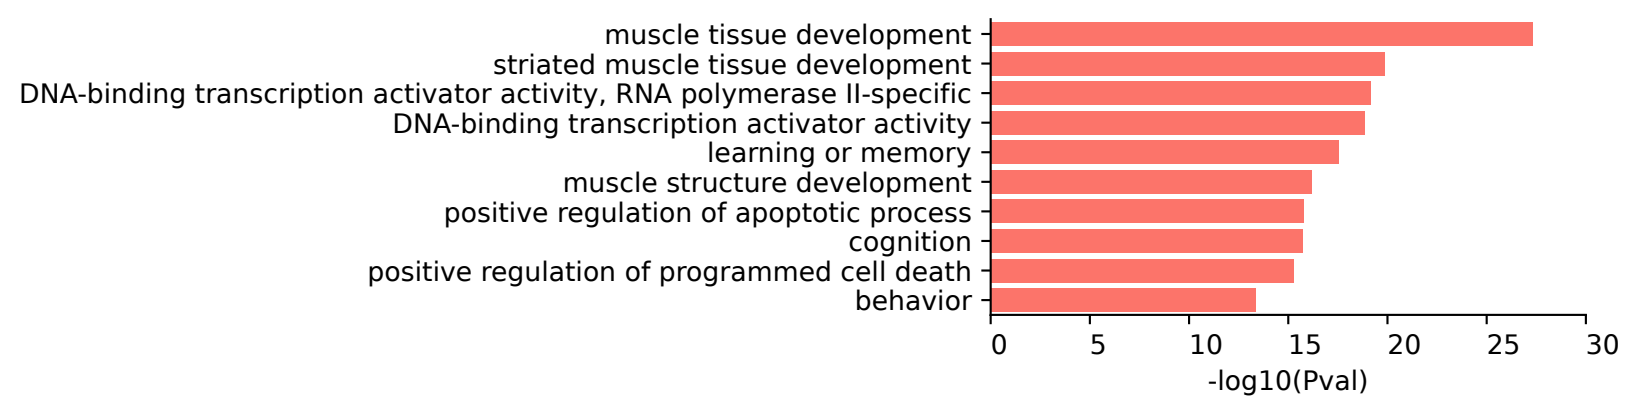 muscle tissue development
striated muscle tissue development
DNA-binding transcription activator activity, RNA polymerase II-specific
DNA-binding transcription activator activity
learning or memory
muscle structure development
positive regulation of apoptotic process
cognition
positive regulation of programmed cell death
behavior
0 5 10 15 20 25 30
-log10(Pval)